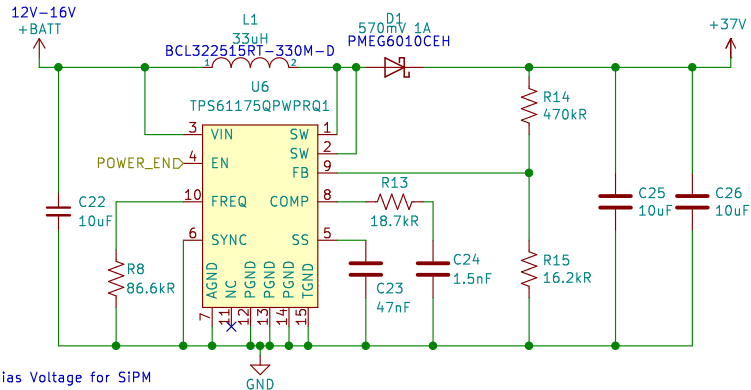 12V-16V
+BATT
L1
33uH
BCL322515RT-330M-D
1
2
D1
570mV 1A
PMEG6010CEH
+37V
U6
TPS61175QPWPRQ1
3
VIN
SW
1
POWER_EN
4
EN
SW
2
FB
9
10
FREQ
COMP
8
6
SYNC
SS
5
AGND
NC
PGND
PGND
PGND
TGND
7
11
12
13
14
15
R14
470kR
R13
18.7kR
C22
10uF
C25
10uF
C26
10uF
R8
86.6kR
C23
47nF
C24
1.5nF
R15
16.2kR
GND
ias Voltage for SiPM